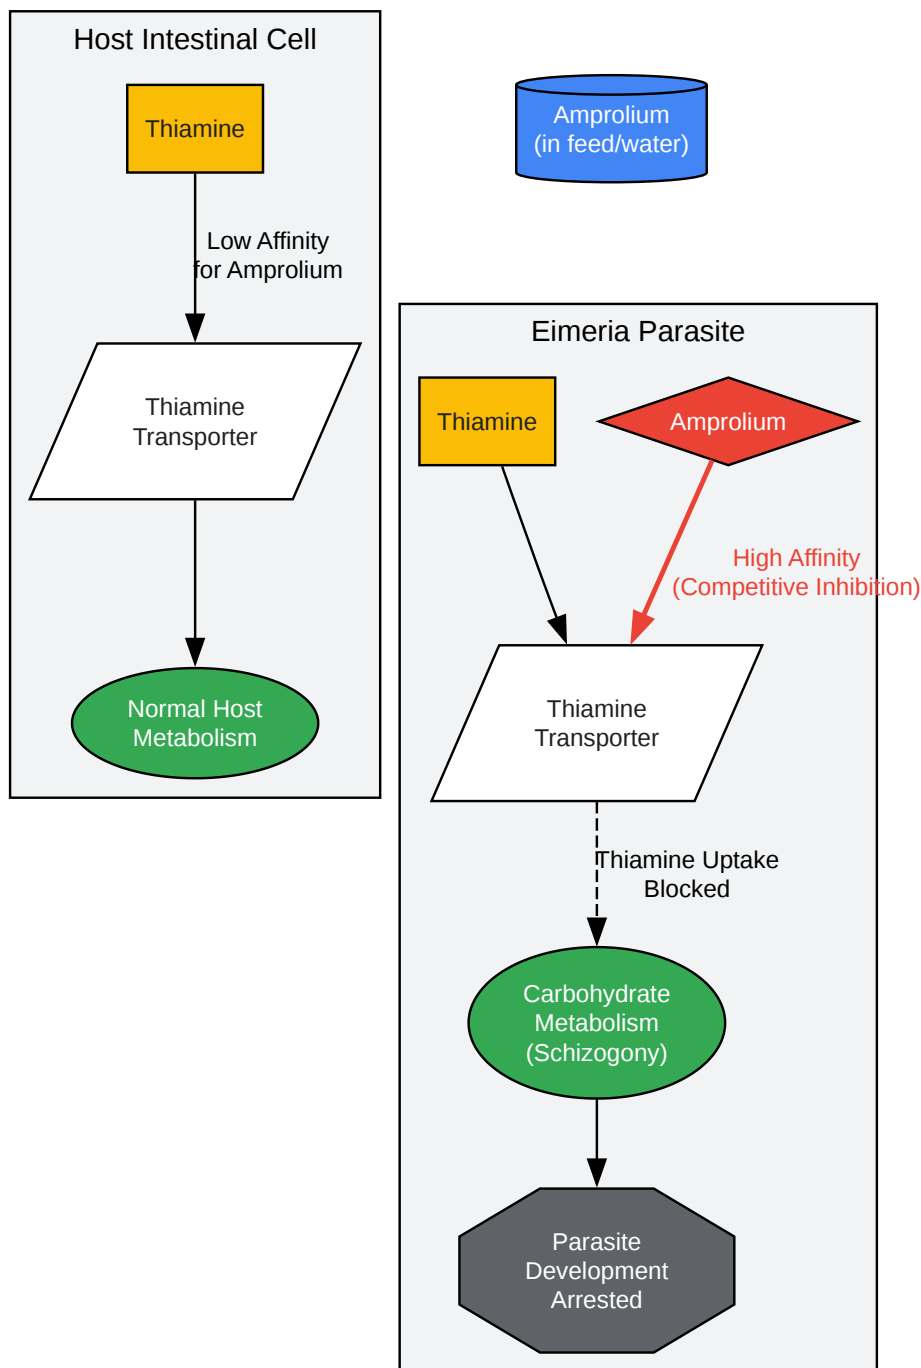 Host Intestinal Cell
Thiamine
Low Affinity
for Amprolium
Thiamine
Transporter
Normal Host
Metabolism
Amprolium
(in feed/water)
Eimeria Parasite
Thiamine
Amprolium
High Affinity
(Competitive Inhibition)
Thiamine
Transporter
Thiamine Uptake
Blocked
Carbohydrate
Metabolism
(Schizogony)
Parasite
Development
Arrested